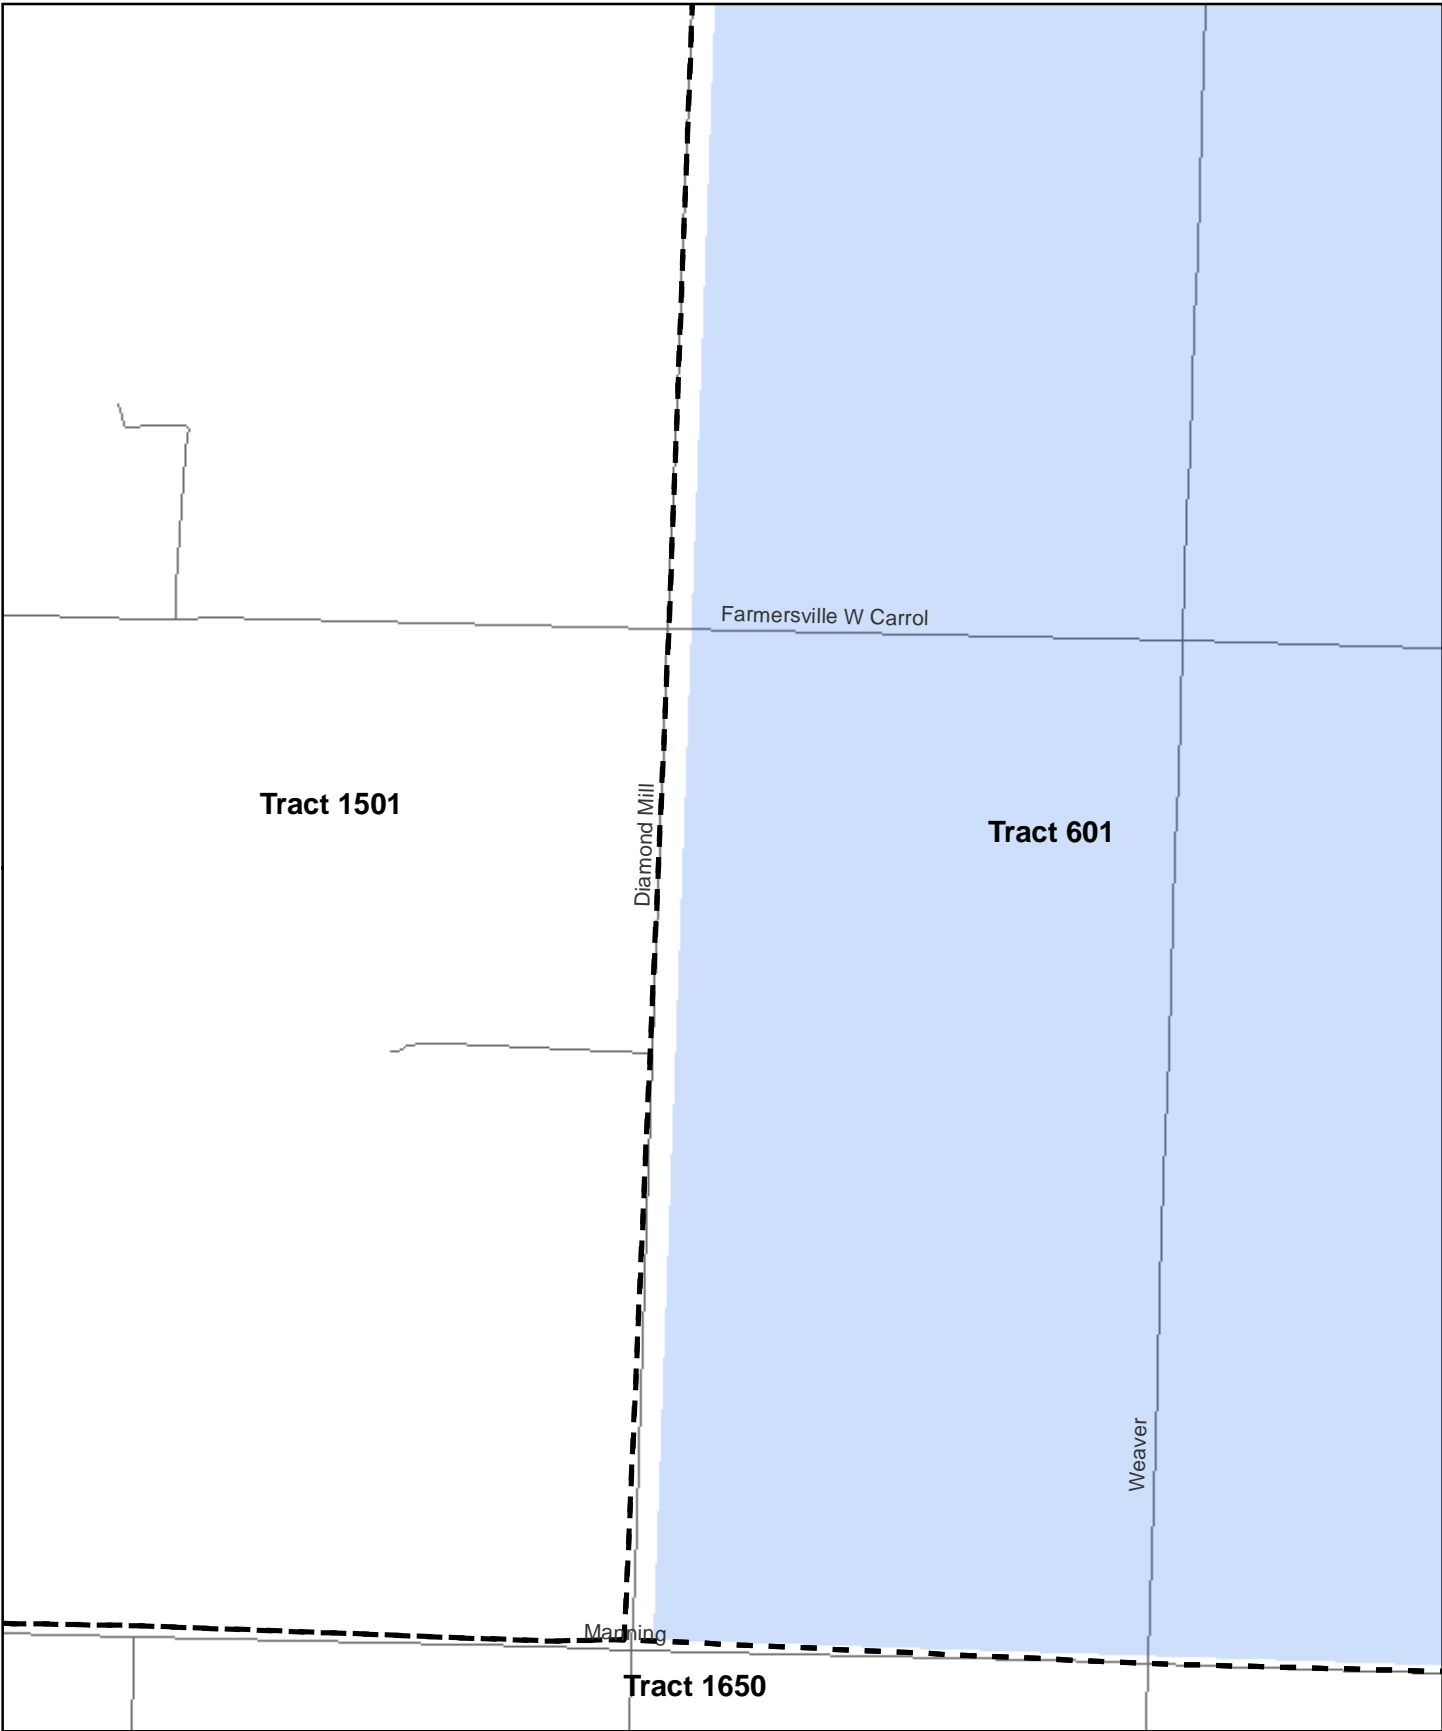 Farmersville W Carrol
Tract 1501
Diamond Mill
Tract 601
Weaver
Manning
Tract 1650